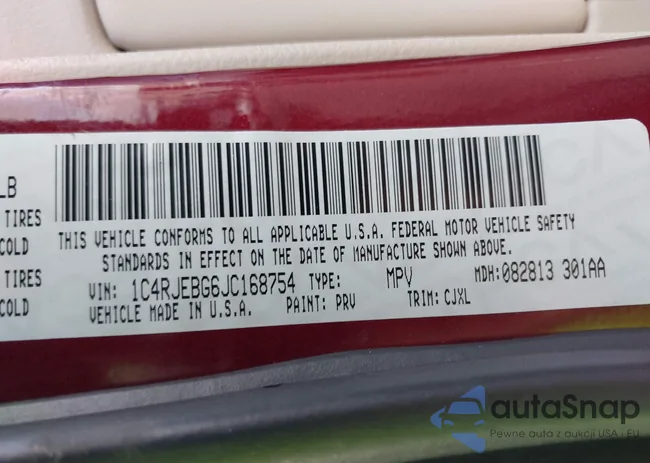 LB
TIRES
COLD
TIRES
COLD
THIS VEHICLE CONFORMS TO ALL APPLICABLE U.S.A. FEDERAL MOTOR VEHICLE SAFETY
STANDARDS IN EFFECT ON THE DATE OF MANUFACTURE SHOWN ABOVE.
VIN: 1C4RJEBG6JC168754 TYPE: MPV MDH:082813 301AA
VEHICLE MADE IN U.S.A. PAINT: PRV TRIM: CJXL
autaSnap
Pewne auto z aukcji USA i EU